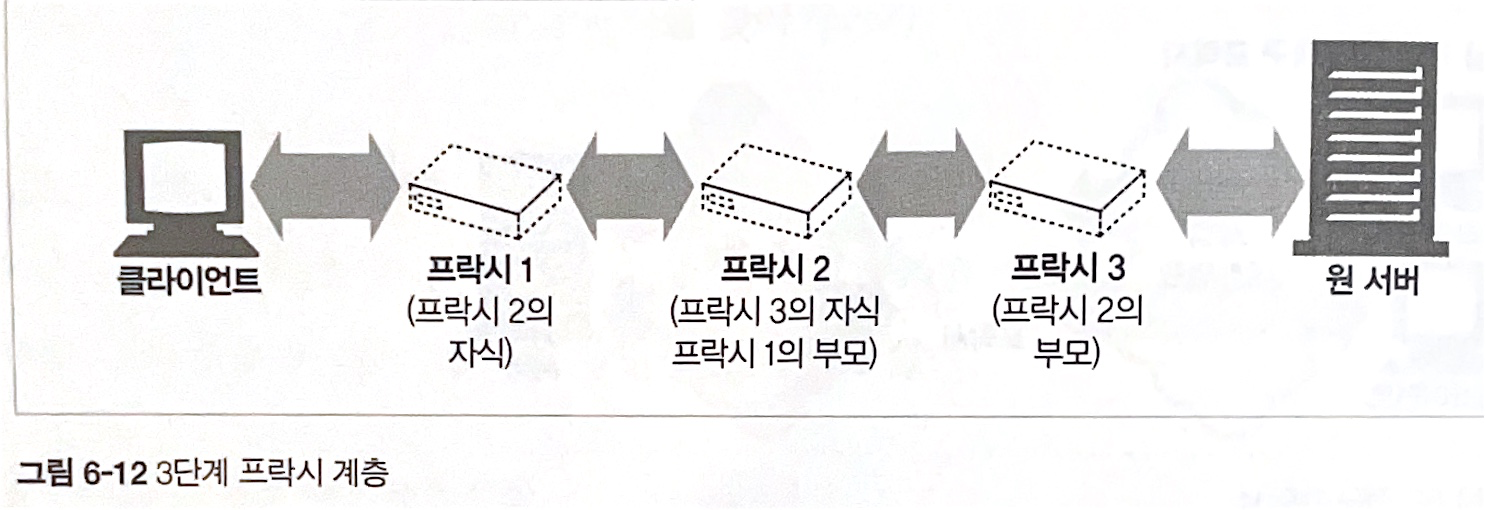 클라이언트
프락시 1
(프락시 2의
자식)
프락시 2
(프락시 3의 자식
프락시 1의 부모)
프락시 3
(프락시 2의
부모)
원 서버
그림 6-12 3단계 프락시 계층